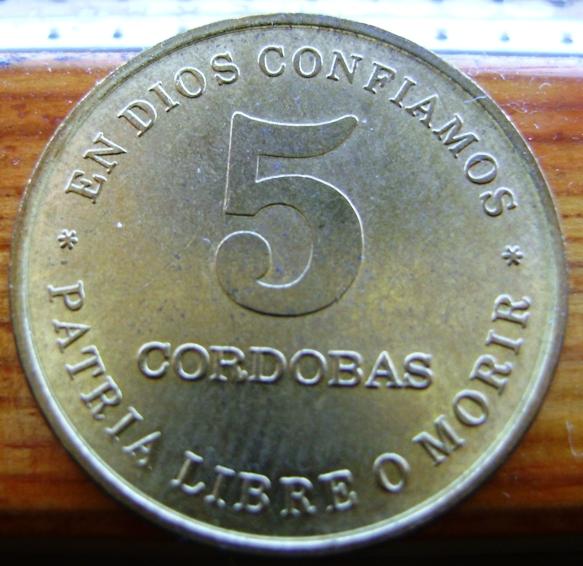 EN DIOS CONFIAMOS
5
CORDOBAS
* PATRIA LIBRE O MORIR *